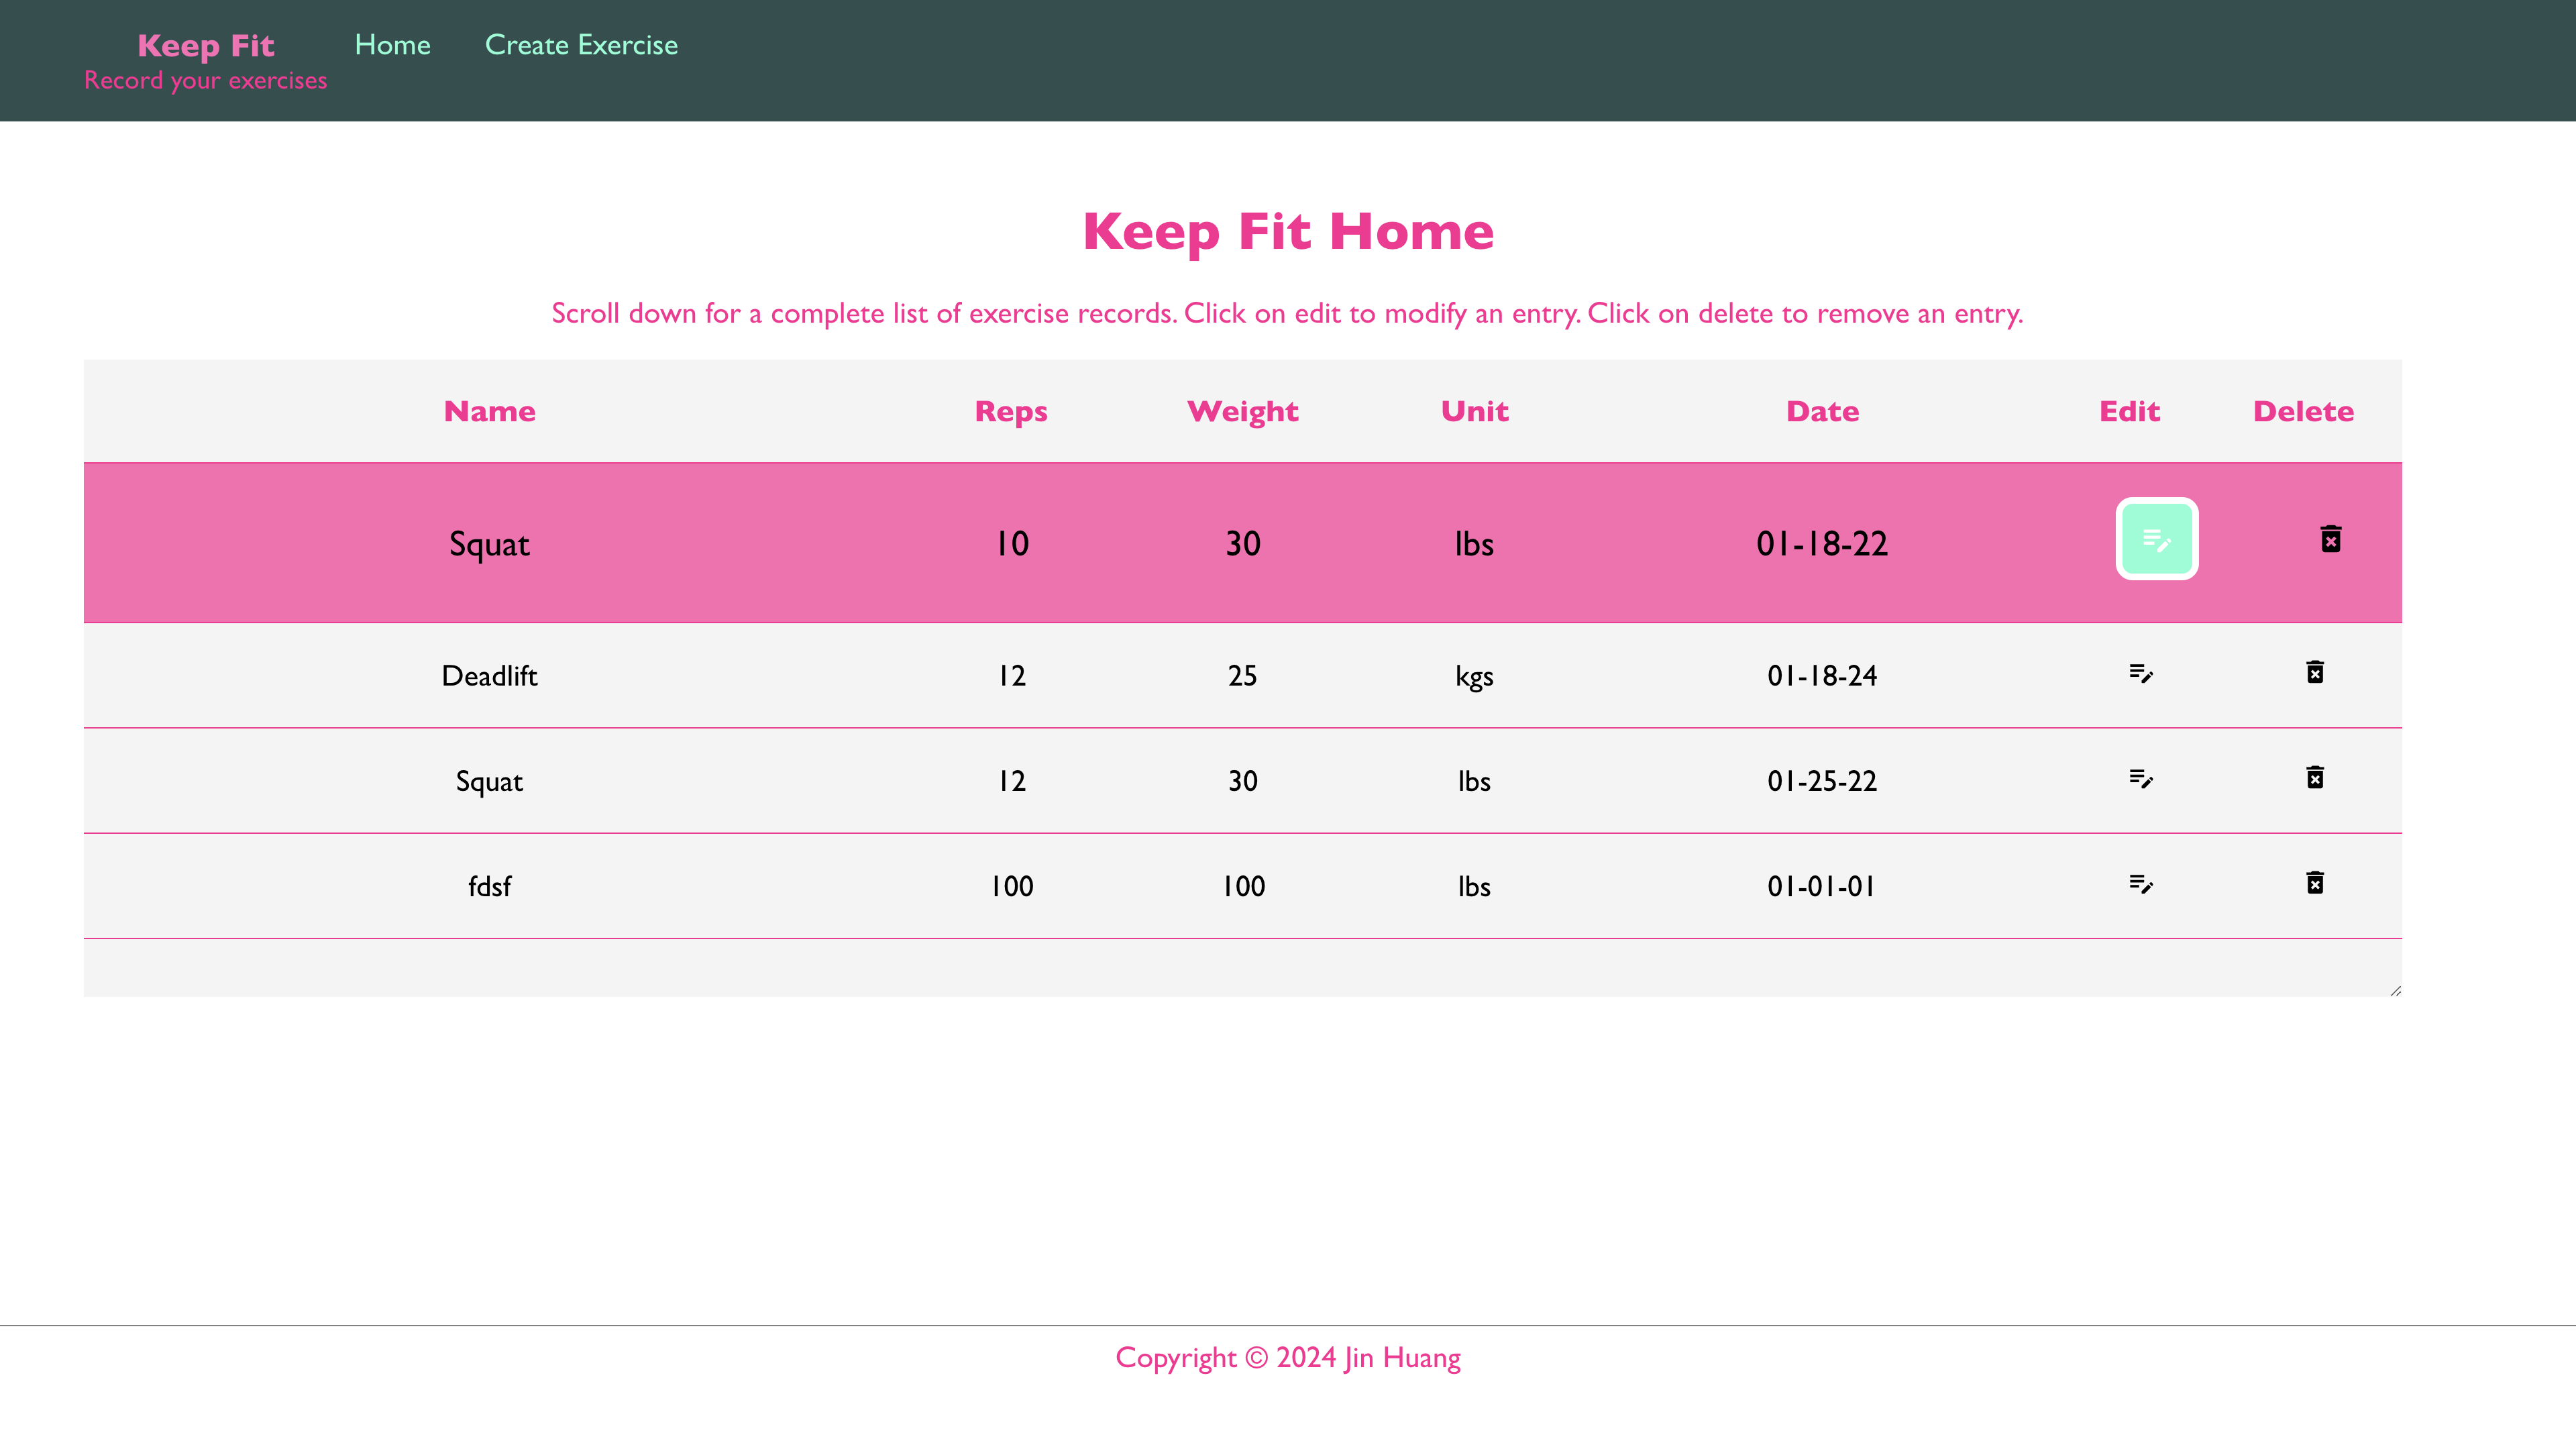 Keep Fit Home Create Exercise
Record your exercises
Keep Fit Home
Scroll down for a complete list of exercise records. Click on edit to modify an entry. Click on delete to remove an entry.
Name Reps Weight Unit Date Edit Delete
Squat 10 30 lbs 01-18-22
Deadlift 12 25 kgs 01-18-24
Squat 12 30 lbs 01-25-22
fdsf 100 100 lbs 01-01-01
Copyright © 2024 Jin Huang